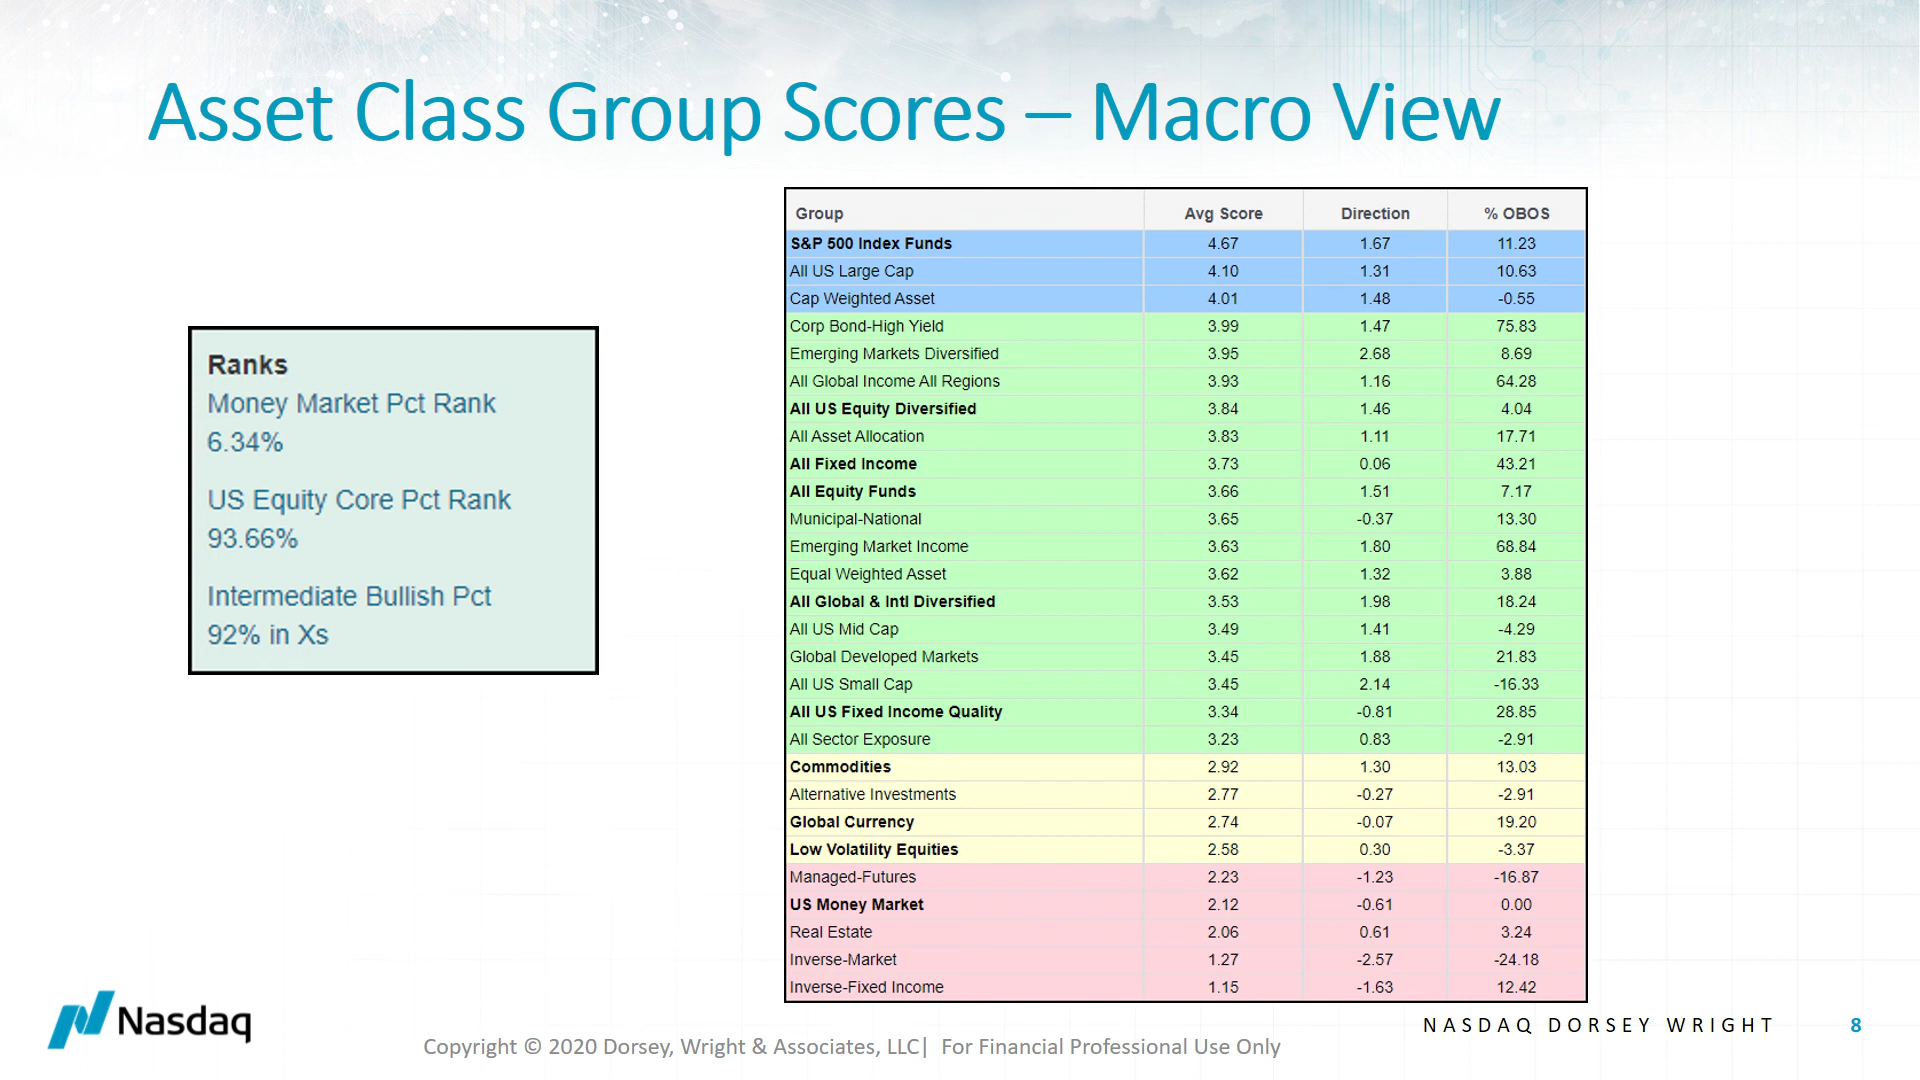 Asset Class Group Scores – Macro View
Ranks
Money Market Pct Rank
6.34%
US Equity Core Pct Rank
93.66%
Intermediate Bullish Pct
92% in Xs
Group Avg Score Direction % OBOS
S&P 500 Index Funds 4.67 1.67 11.23
All US Large Cap 4.10 1.31 10.63
Cap Weighted Asset 4.01 1.48 -0.55
Corp Bond-High Yield 3.99 1.47 75.83
Emerging Markets Diversified 3.95 2.68 8.69
All Global Income All Regions 3.93 1.16 64.28
All US Equity Diversified 3.84 1.46 4.04
All Asset Allocation 3.83 1.11 17.71
All Fixed Income 3.73 0.06 43.21
All Equity Funds 3.66 1.51 7.17
Municipal-National 3.65 -0.37 13.30
Emerging Market Income 3.63 1.80 68.84
Equal Weighted Asset 3.62 1.32 3.88
All Global & Intl Diversified 3.53 1.98 18.24
All US Mid Cap 3.49 1.41 -4.29
Global Developed Markets 3.45 1.88 21.83
All US Small Cap 3.45 2.14 -16.33
All US Fixed Income Quality 3.34 -0.81 28.85
All Sector Exposure 3.23 0.83 -2.91
Commodities 2.92 1.30 13.03
Alternative Investments 2.77 -0.27 -2.91
Global Currency 2.74 -0.07 19.20
Low Volatility Equities 2.58 0.30 -3.37
Managed-Futures 2.23 -1.23 -16.87
US Money Market 2.12 -0.61 0.00
Real Estate 2.06 0.61 3.24
Inverse-Market 1.27 -2.57 -24.18
Inverse-Fixed Income 1.15 -1.63 12.42
Nasdaq
Copyright © 2020 Dorsey, Wright & Associates, LLC| For Financial Professional Use Only
NASDAQ DORSEY WRIGHT 8